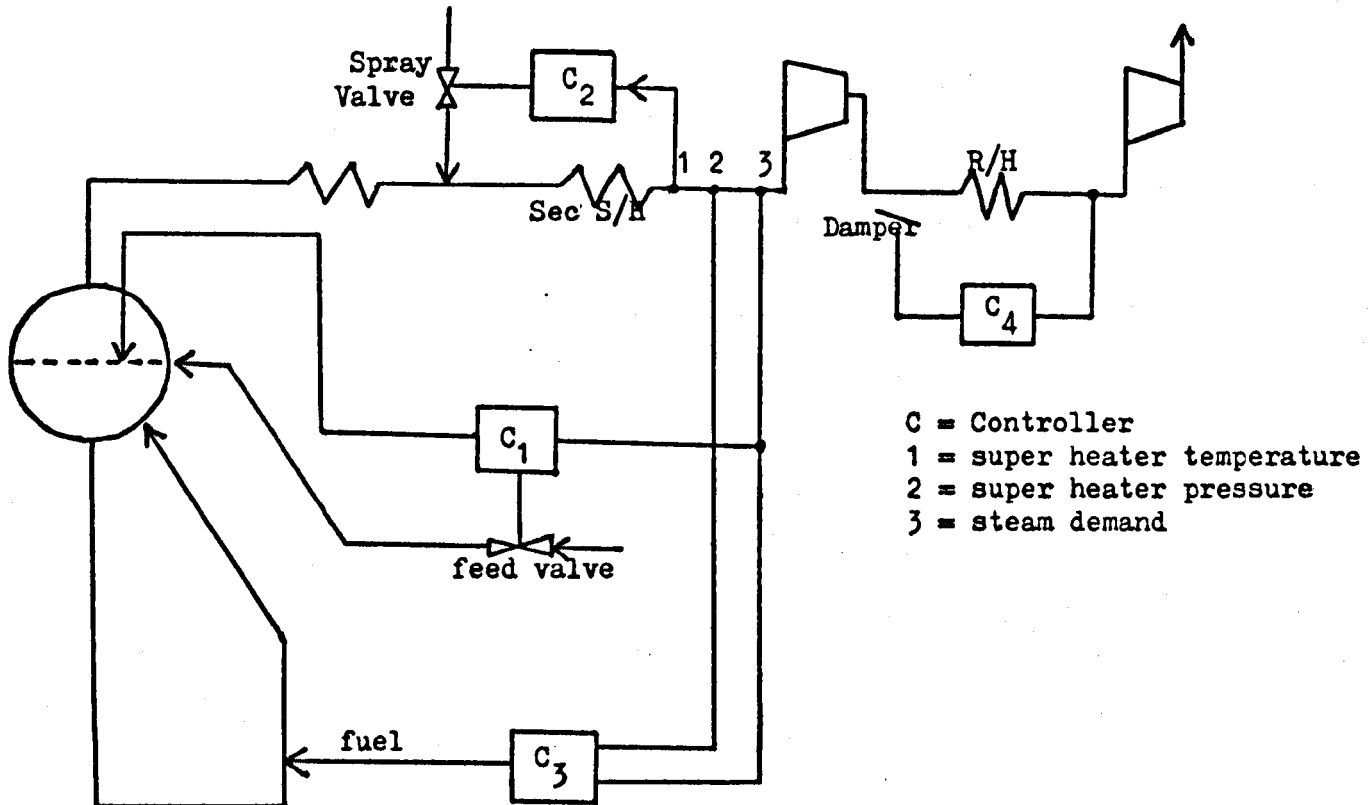 Spray
Valve
C₂
1 2 3
R/H
Sec S/H
Damper
C₄
C₁
C = Controller
1 = super heater temperature
2 = super heater pressure
3 = steam demand
feed valve
fuel
C₃